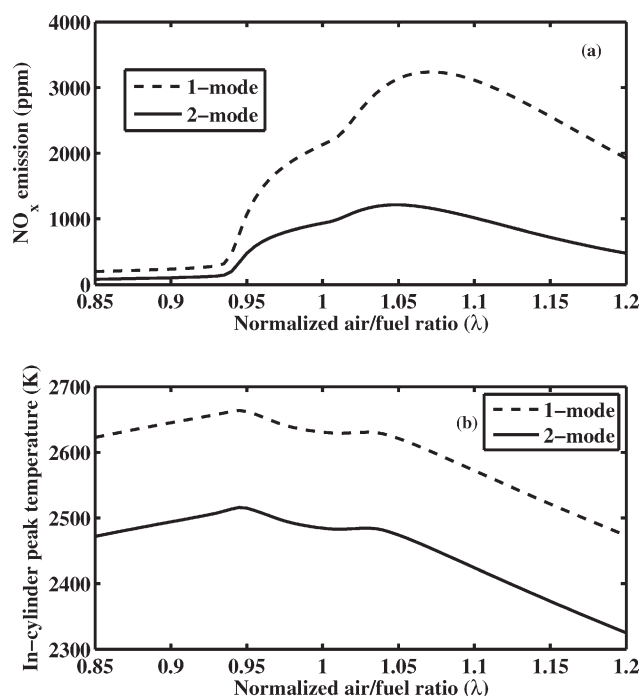 4000
3000
2000
1000
0
NOx emission (ppm)
(a)
1−mode
2−mode
0.85 0.9 0.95 1 1.05 1.1 1.15 1.2
Normalized air/fuel ratio (λ)
2700
2600
2500
2400
2300
In−cylinder peak temperature (K)
(b)
1−mode
2−mode
0.85 0.9 0.95 1 1.05 1.1 1.15 1.2
Normalized air/fuel ratio (λ)